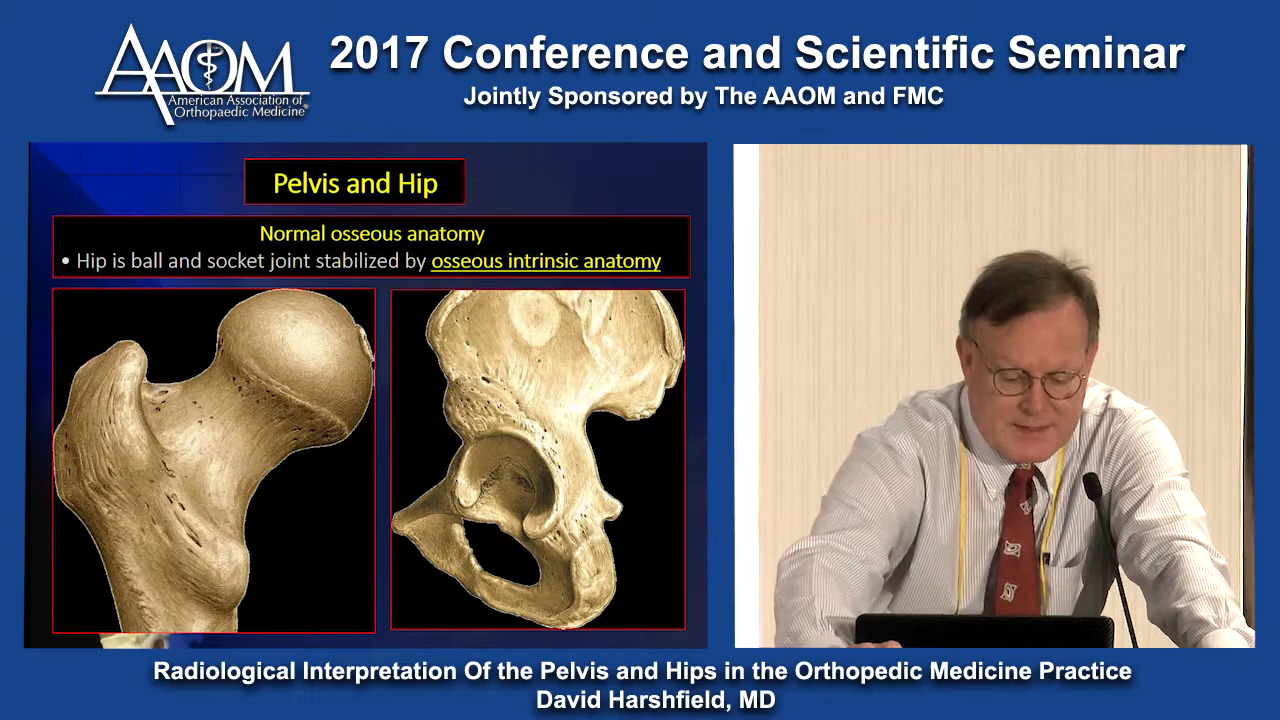 AAOM
American Association of
Orthopaedic Medicine®
2017 Conference and Scientific Seminar
Jointly Sponsored by The AAOM and FMC
Pelvis and Hip
Normal osseous anatomy
• Hip is ball and socket joint stabilized by osseous intrinsic anatomy
Radiological Interpretation Of the Pelvis and Hips in the Orthopedic Medicine Practice
David Harshfield, MD